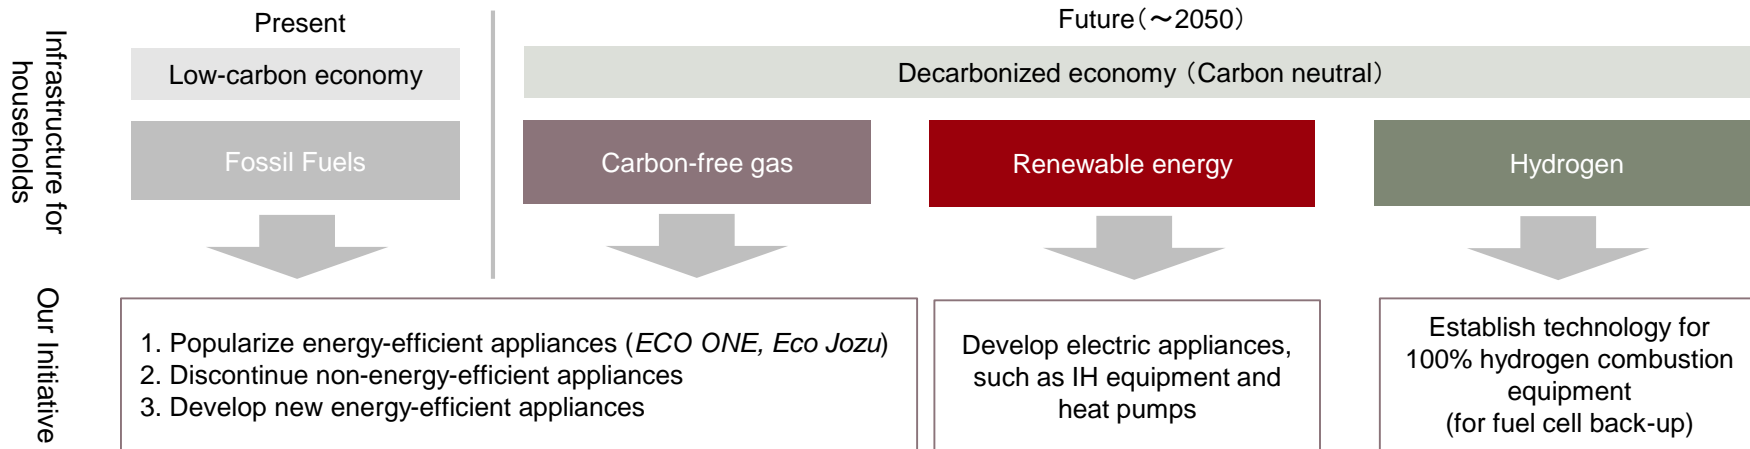 Present
Future（～2050）
Infrastructure for
households
Low-carbon economy
Decarbonized economy（Carbon neutral）
Fossil Fuels
Carbon-free gas
Renewable energy
Hydrogen
Our Initiative
1. Popularize energy-efficient appliances (ECO ONE, Eco Jozu)
2. Discontinue non-energy-efficient appliances
3. Develop new energy-efficient appliances
Develop electric appliances,
such as IH equipment and
heat pumps
Establish technology for
100% hydrogen combustion
equipment
(for fuel cell back-up)